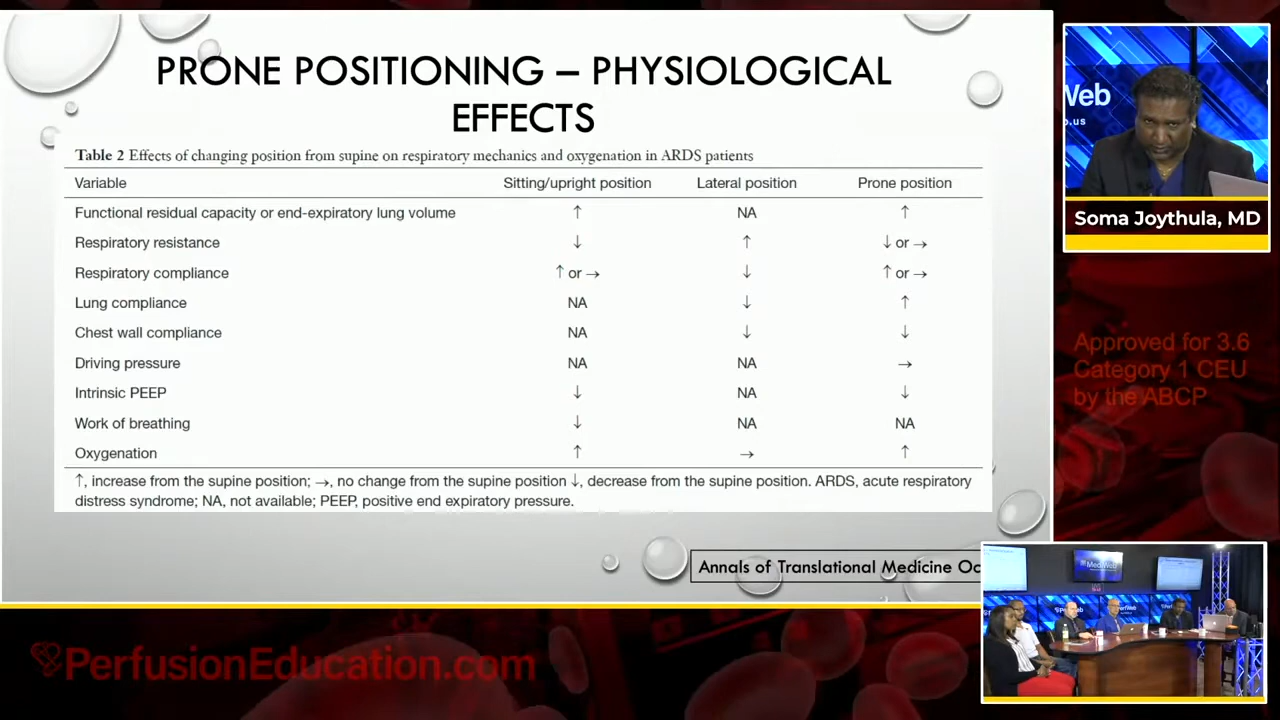 PRONE POSITIONING – PHYSIOLOGICAL
EFFECTS
Table 2 Effects of changing position from supine on respiratory mechanics and oxygenation in ARDS patients
Variable Sitting/upright position Lateral position Prone position
Functional residual capacity or end-expiratory lung volume ↑ NA ↑
Respiratory resistance ↓ ↑ ↓ or →
Respiratory compliance ↑ or → ↓ ↑ or →
Lung compliance NA ↓ ↑
Chest wall compliance NA ↓ ↓
Driving pressure NA NA →
Intrinsic PEEP ↓ NA ↓
Work of breathing ↓ NA NA
Oxygenation ↑ → ↑
↑, increase from the supine position; →, no change from the supine position ↓, decrease from the supine position. ARDS, acute respiratory
distress syndrome; NA, not available; PEEP, positive end expiratory pressure.
Annals of Translational Medicine Oc
Web
b.us
Soma Joythula, MD
Approved for 3.6
Category 1 CEU
by the ABCP
MediWeb
PerfWeb
PerfusionEducation.com